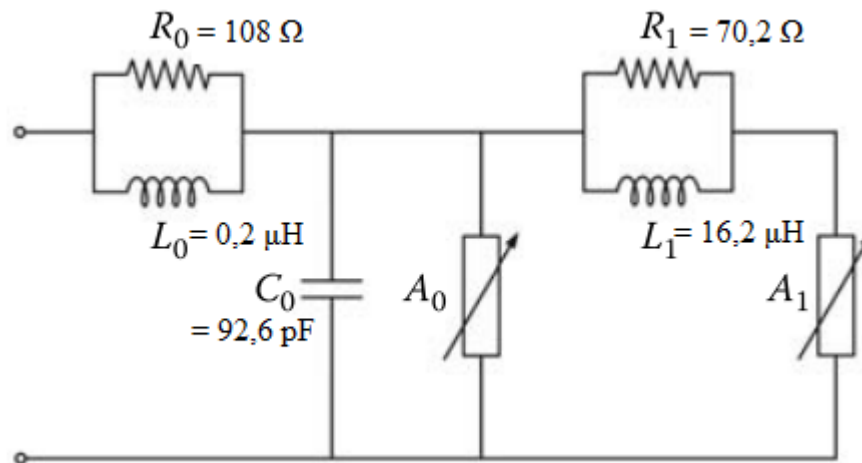 R0 = 108 Ω
R1 = 70,2 Ω
L0 = 0,2 μH
L1 = 16,2 μH
C0
= 92,6 pF
A0
A1